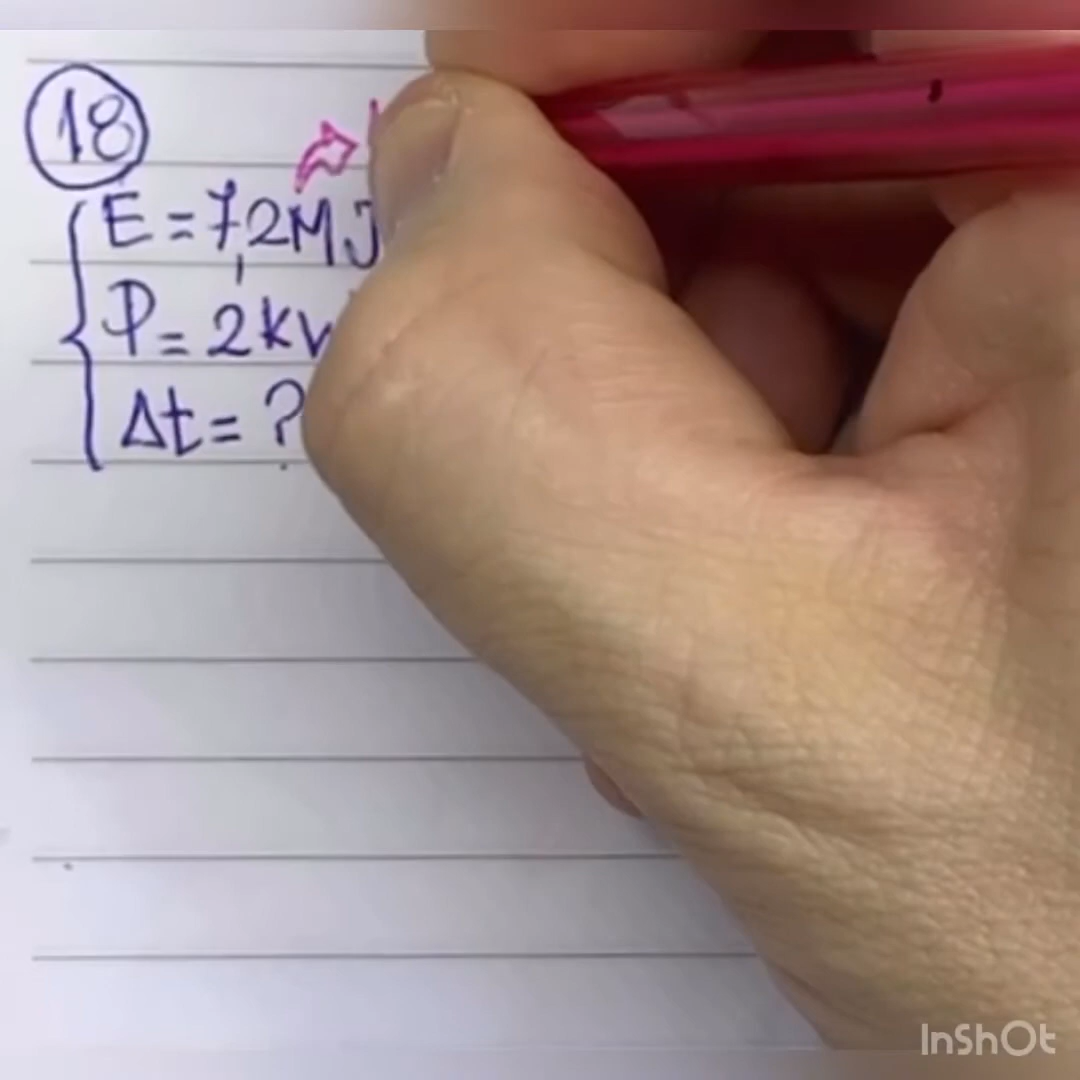 18
E = 7,2MJ
P = 2k
Δt = ?
InShOt